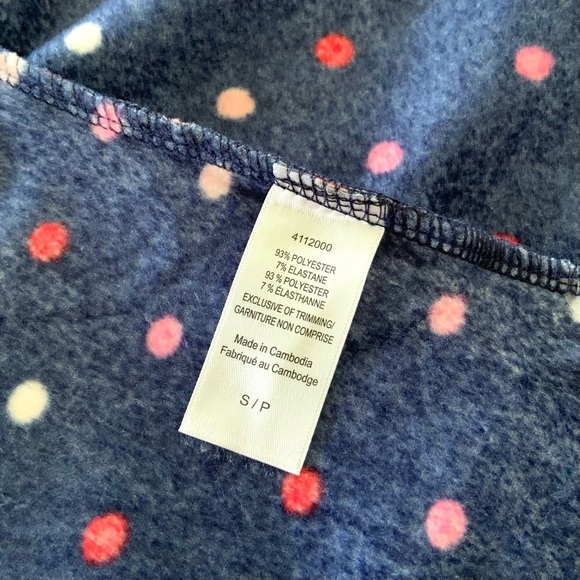 4112000
93% POLYESTER
7% ELASTANE
93 % POLYESTER
7 % ÉLASTHANNE
EXCLUSIVE OF TRIMMING/
GARNITURE NON COMPRISE
Made in Cambodia
Fabriqué au Cambodge
S / P